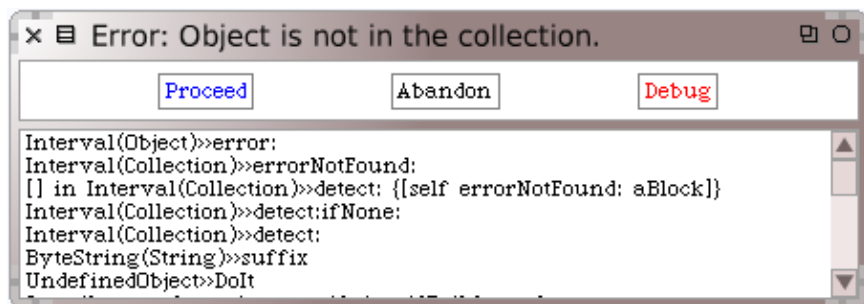 Error: Object is not in the collection.
Proceed
Abandon
Debug
Interval(Object)>>error:
Interval(Collection)>>errorNotFound:
[] in Interval(Collection)>>detect: {[self errorNotFound: aBlock]}
Interval(Collection)>>detect:ifNone:
Interval(Collection)>>detect:
ByteString(String)>>suffix
UndefinedObject>>DoIt